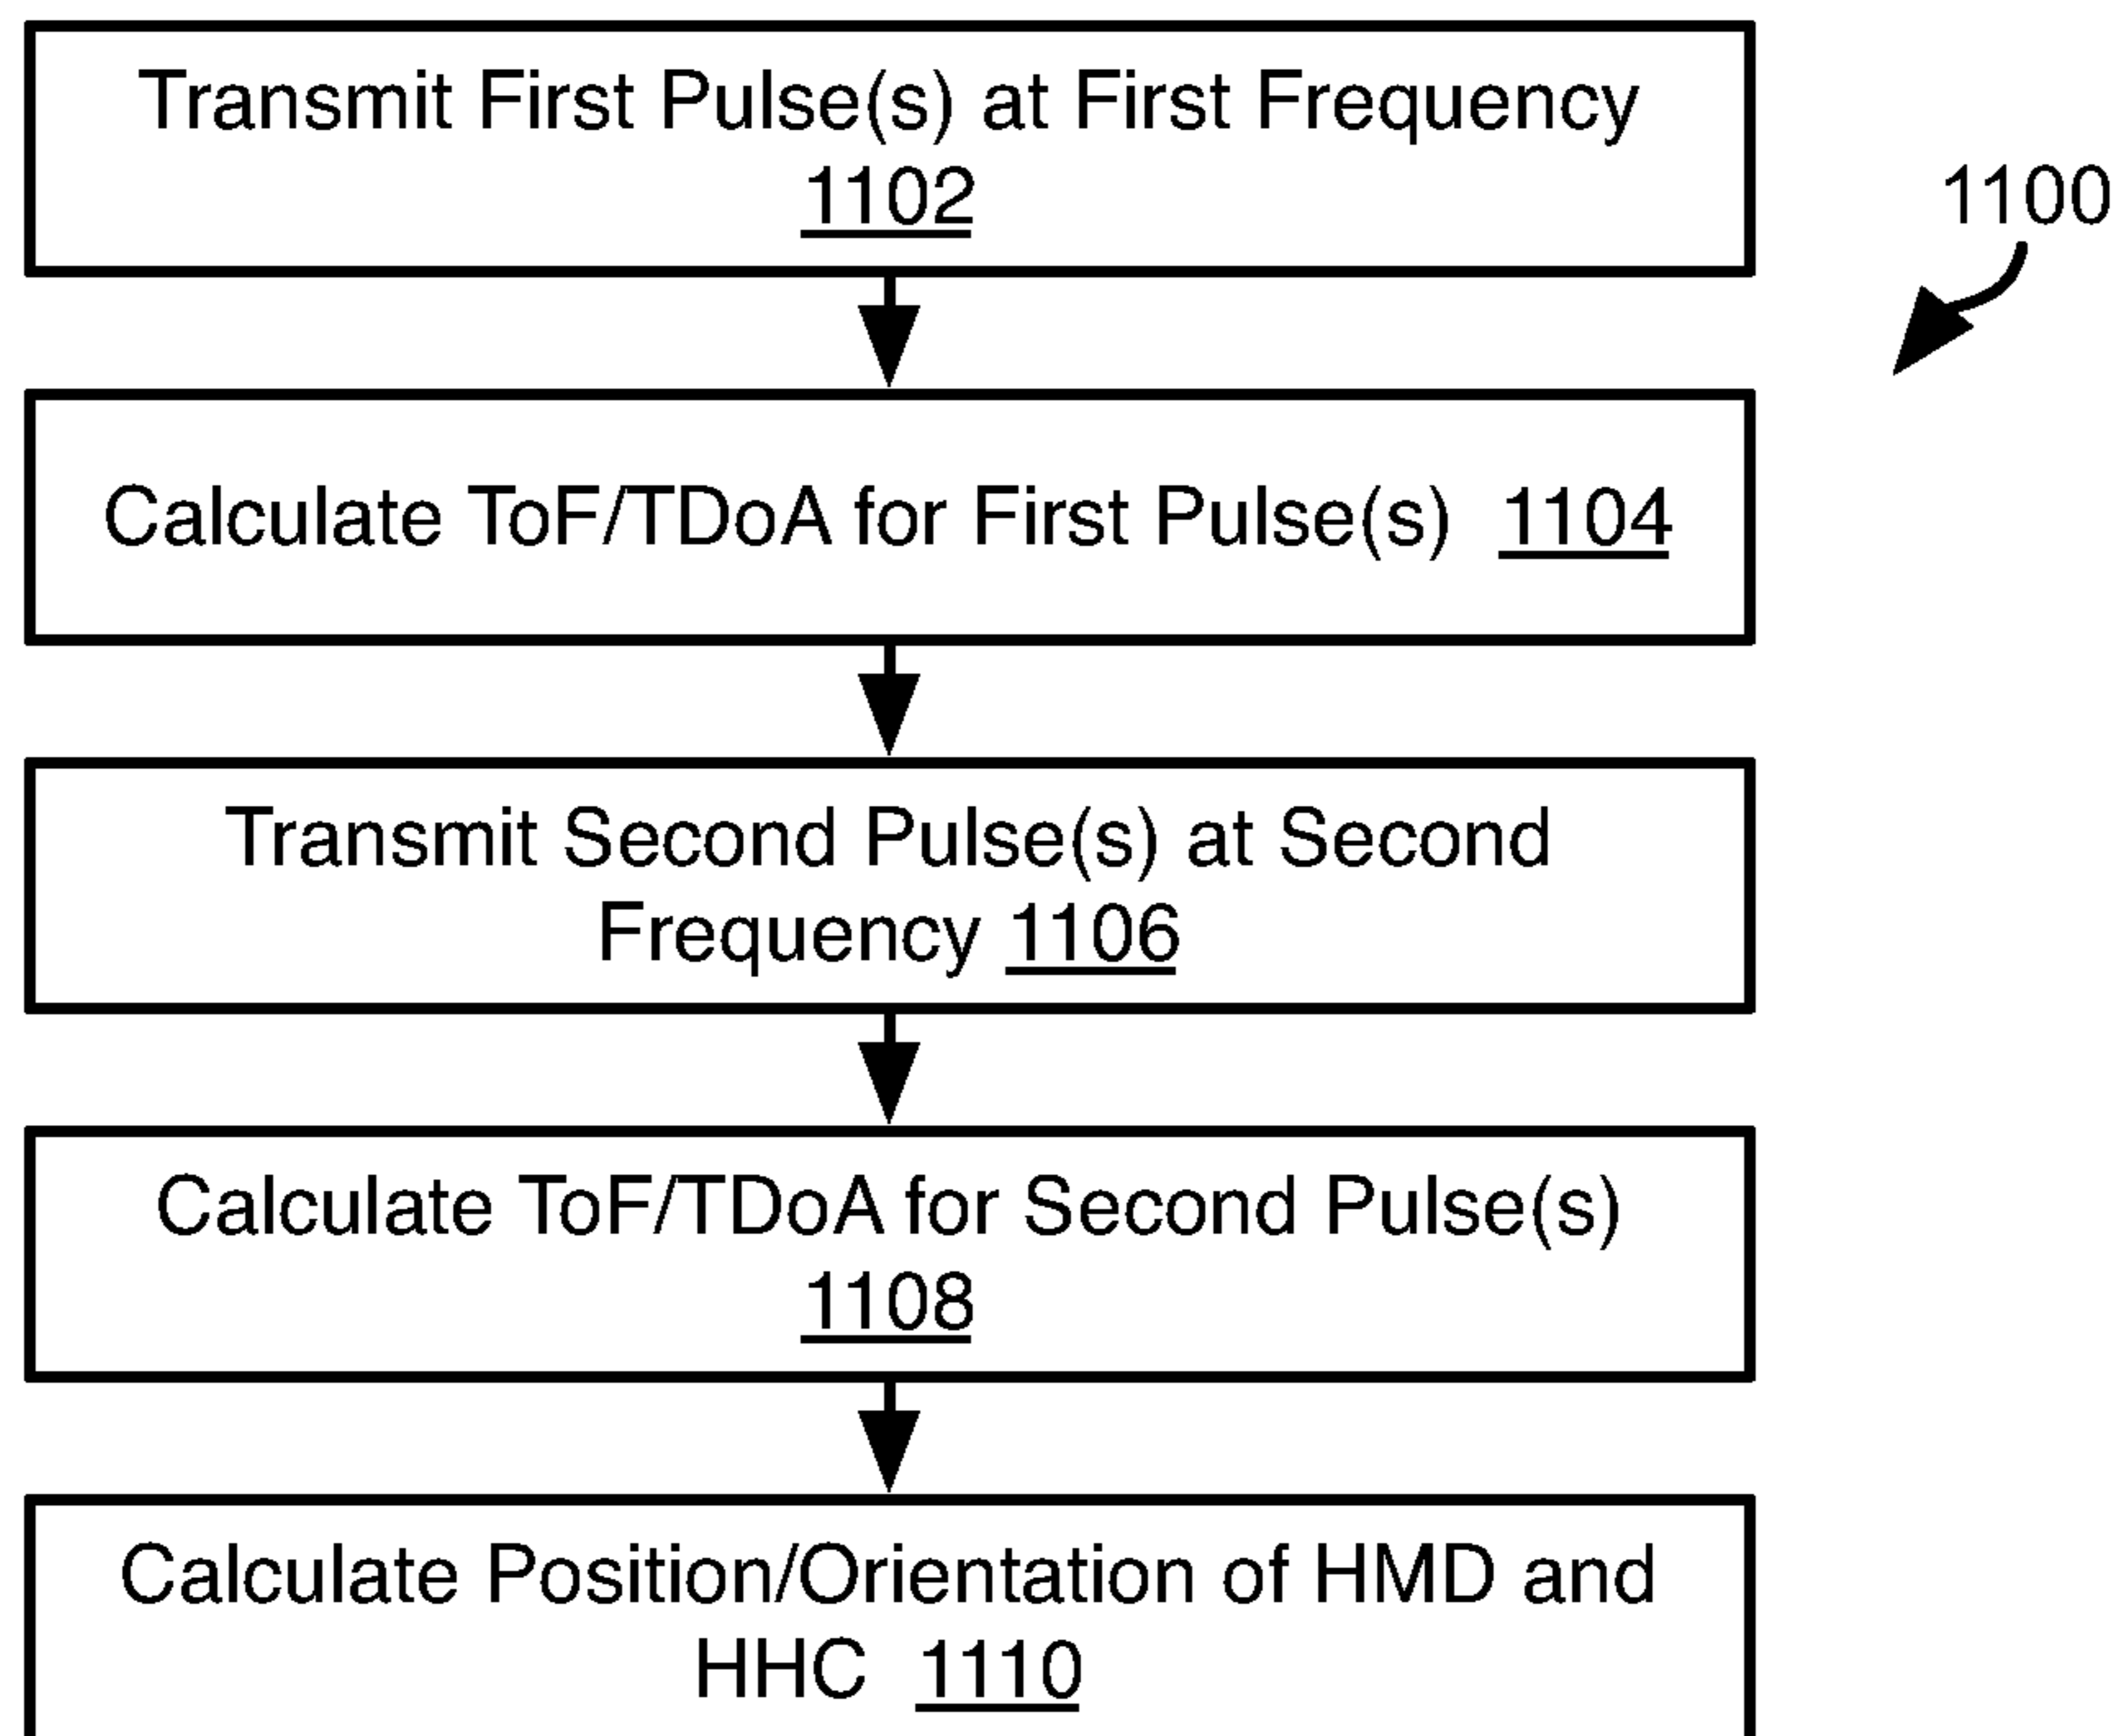 Transmit First Pulse(s) at First Frequency
1102
1100
Calculate ToF/TDoA for First Pulse(s) 1104
Transmit Second Pulse(s) at Second
Frequency 1106
Calculate ToF/TDoA for Second Pulse(s)
1108
Calculate Position/Orientation of HMD and
HHC 1110